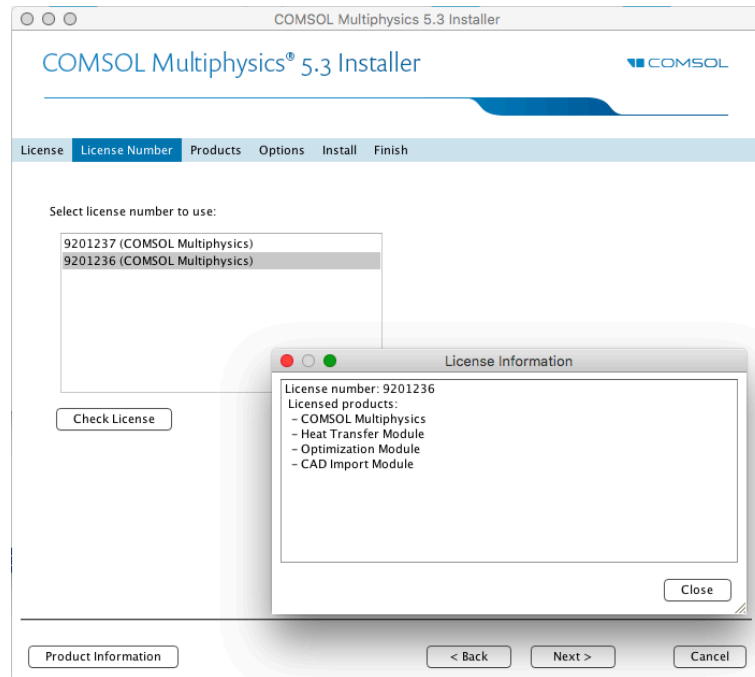 COMSOL Multiphysics 5.3 Installer
COMSOL Multiphysics® 5.3 Installer
COMSOL
License License Number Products Options Install Finish
Select license number to use:
9201237 (COMSOL Multiphysics)
9201236 (COMSOL Multiphysics)
License Information
License number: 9201236
Licensed products:
– COMSOL Multiphysics
– Heat Transfer Module
– Optimization Module
– CAD Import Module
Check License
Close
Product Information < Back Next > Cancel